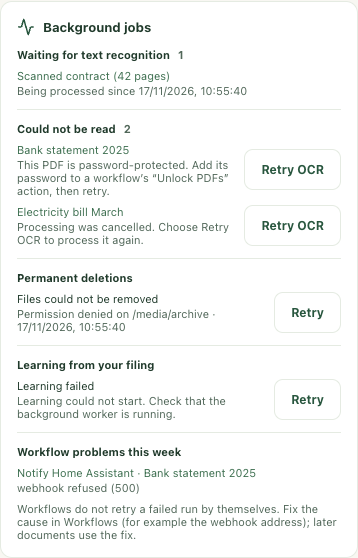 Background jobs
Waiting for text recognition 1
Scanned contract (42 pages)
Being processed since 17/11/2026, 10:55:40
Could not be read 2
Bank statement 2025
This PDF is password-protected. Add its
password to a workflow's "Unlock PDFs"
action, then retry.
Retry OCR
Electricity bill March
Processing was cancelled. Choose Retry
OCR to process it again.
Retry OCR
Permanent deletions
Files could not be removed
Permission denied on /media/archive ·
17/11/2026, 10:55:40
Retry
Learning from your filing
Learning failed
Learning could not start. Check that the
background worker is running.
Retry
Workflow problems this week
Notify Home Assistant · Bank statement 2025
webhook refused (500)
Workflows do not retry a failed run by themselves. Fix the
cause in Workflows (for example the webhook address); later
documents use the fix.